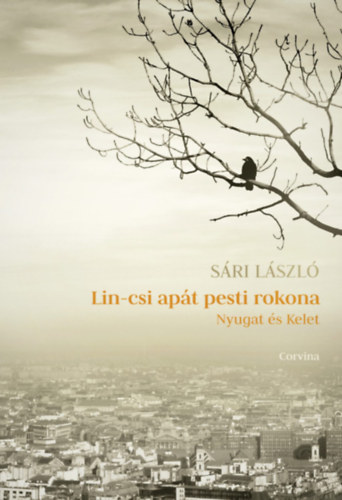 SÁRI LÁSZLÓ
Lin-csi apát pesti rokona
Nyugat és Kelet
Corvina